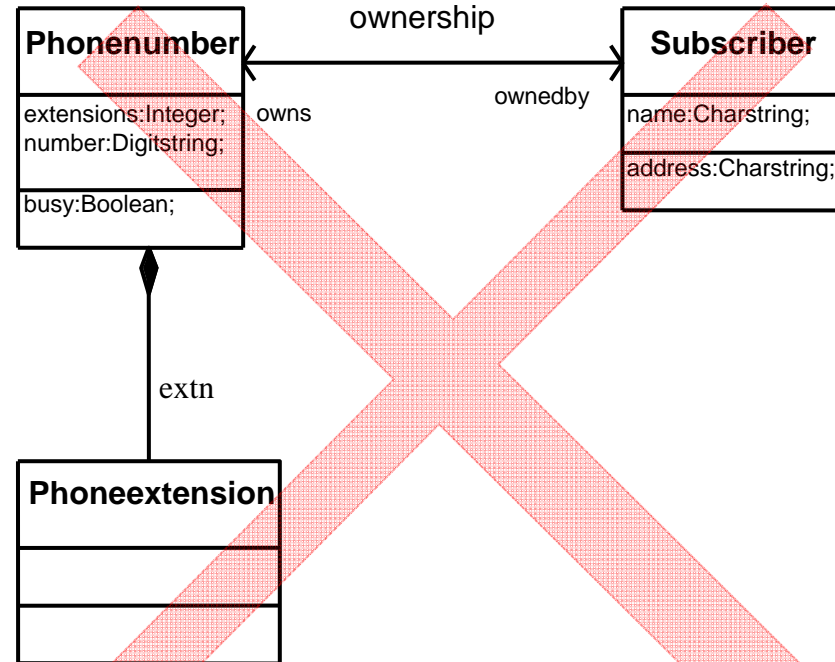 ownership
Phonenumber
Subscriber
extensions:Integer;
number:Digitstring;
owns
ownedby
name:Charstring;
address:Charstring;
busy:Boolean;
extn
Phoneextension